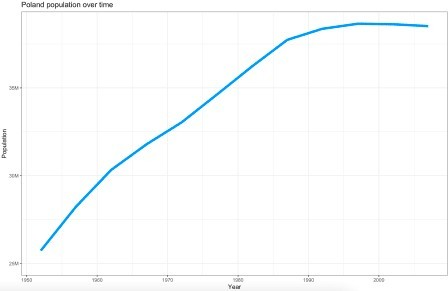 Poland population over time
Population
35M
30M
25M
1950 1960 1970 1980 1990 2000
Year